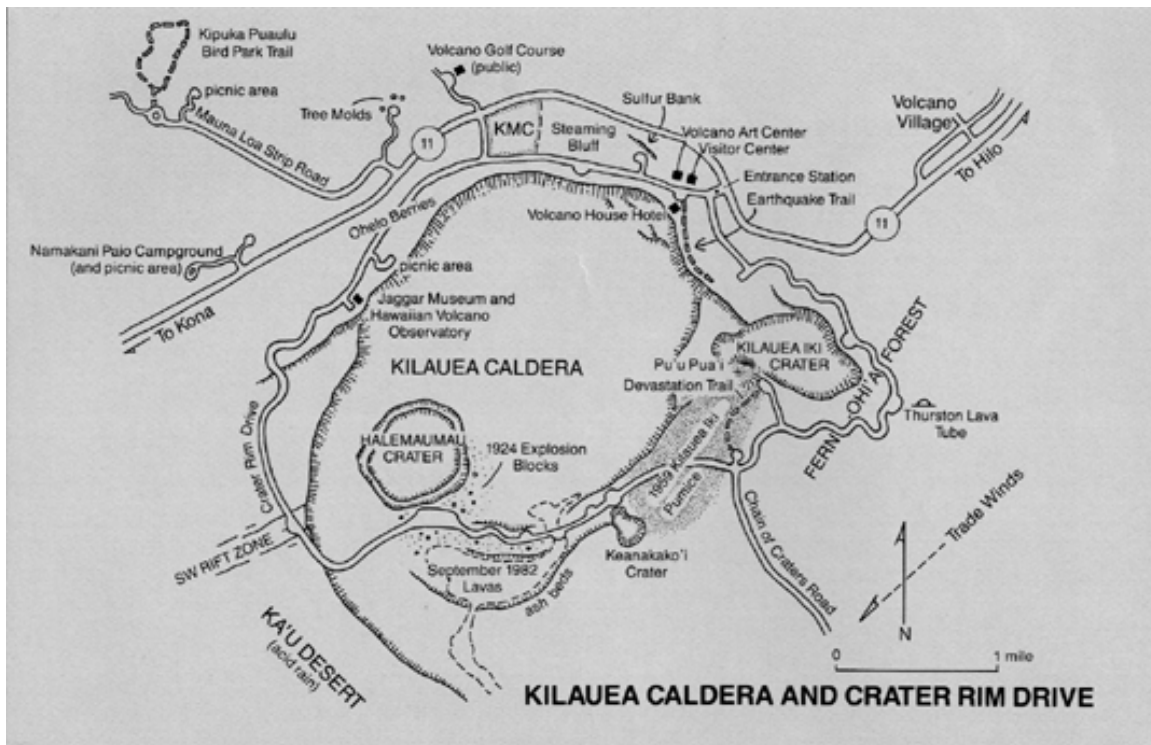 Kipuka Puaulu
Bird Park Trail
picnic area
Mauna Loa Strip Road
Tree Molds
Volcano Golf Course
(public)
11
KMC
Steaming
Bluff
Sulfur Bank
Volcano Art Center
Visitor Center
Volcano
Village
To Hilo
Entrance Station
Earthquake Trail
11
Volcano House Hotel
Ohelo Berries
Namakani Paio Campground
(and picnic area)
picnic area
To Kona
Jaggar Museum and
Hawaiian Volcano
Observatory
KILAUEA CALDERA
KILAUEA IKI
CRATER
Pu'u Pua'i
Devastation Trail
FERN OHI'A FOREST
Thurston Lava
Tube
Crater Rim Drive
HALEMAUMAU
CRATER
1924 Explosion
Blocks
1959 Kilauea Iki
Pumice
Keanakako'i
Crater
Chain of Craters Road
Trade Winds
SW RIFT ZONE
September 1982
Lavas
ash beds
KA'U DESERT
(acid rain)
N
0
1 mile
KILAUEA CALDERA AND CRATER RIM DRIVE